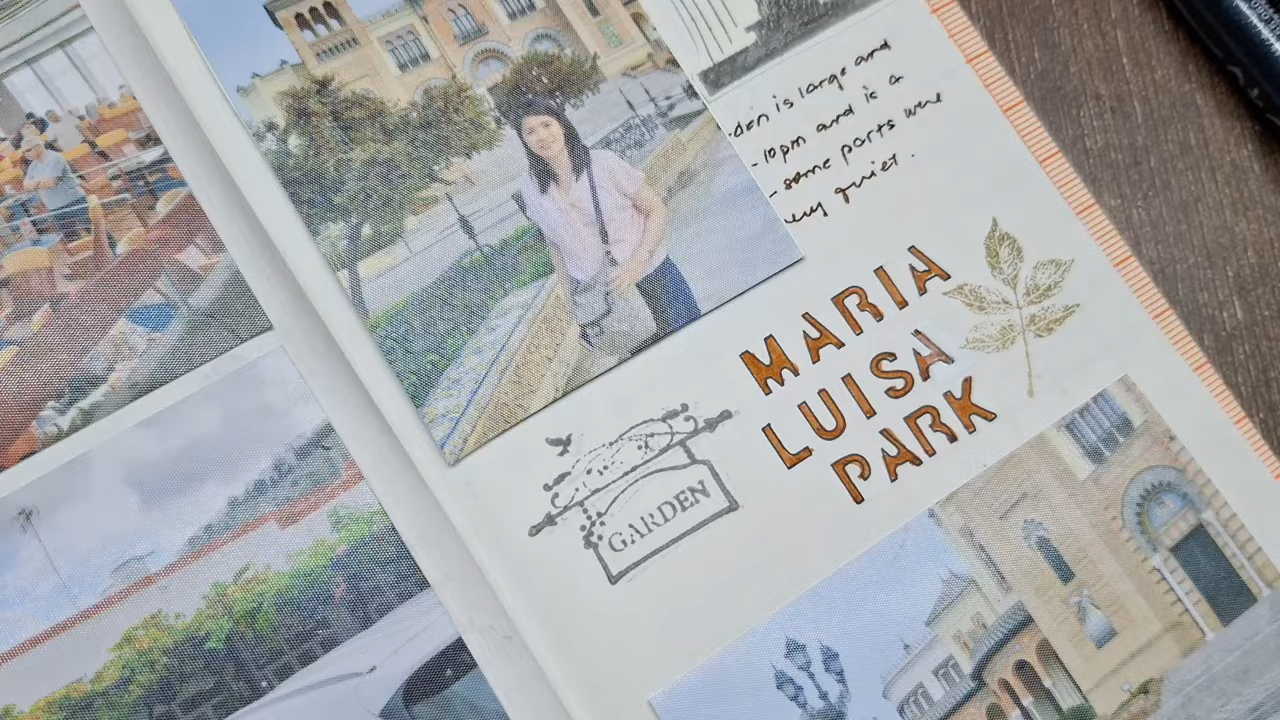 den is large and
- 10pm and is a
- some parts were
very quiet.
MARIA
LUISA
PARK
GARDEN